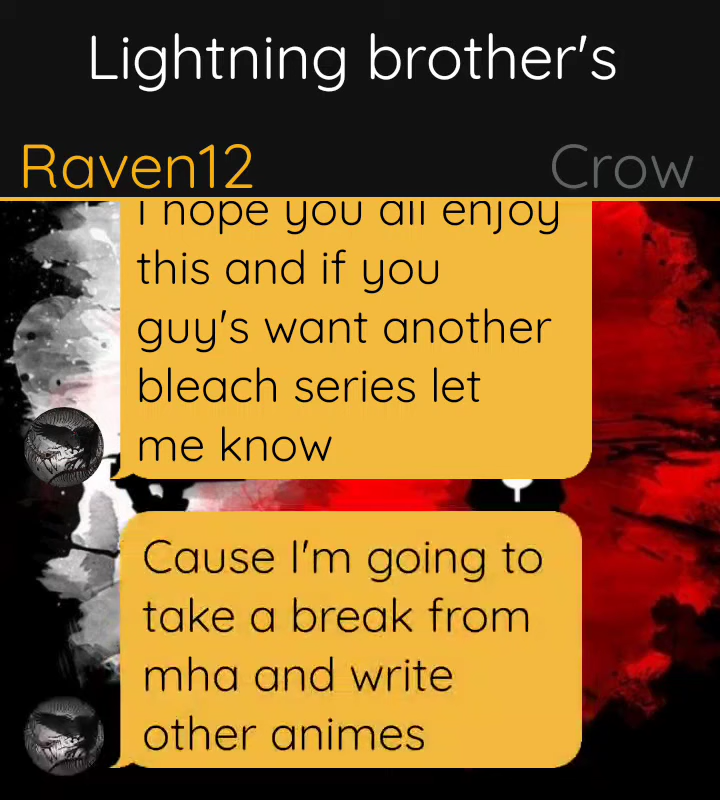 Lightning brother's
Raven12 Crow
I hope you all enjoy
this and if you
guy's want another
bleach series let
me know
Cause I'm going to
take a break from
mha and write
other animes